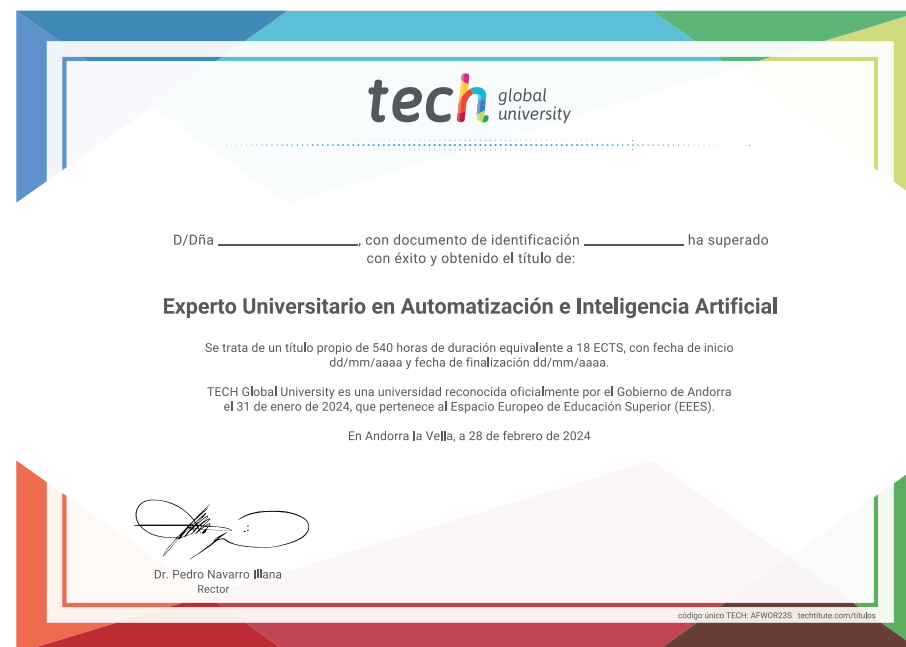 tech global university
D/Dña ____________________, con documento de identificación ______________ ha superado
con éxito y obtenido el título de:
Experto Universitario en Automatización e Inteligencia Artificial
Se trata de un título propio de 540 horas de duración equivalente a 18 ECTS, con fecha de inicio
dd/mm/aaaa y fecha de finalización dd/mm/aaaa.
TECH Global University es una universidad reconocida oficialmente por el Gobierno de Andorra
el 31 de enero de 2024, que pertenece al Espacio Europeo de Educación Superior (EEES).
En Andorra la Vella, a 28 de febrero de 2024
Dr. Pedro Navarro Illana
Rector
código único TECH: AFWOR23S techtitute.com/titulos